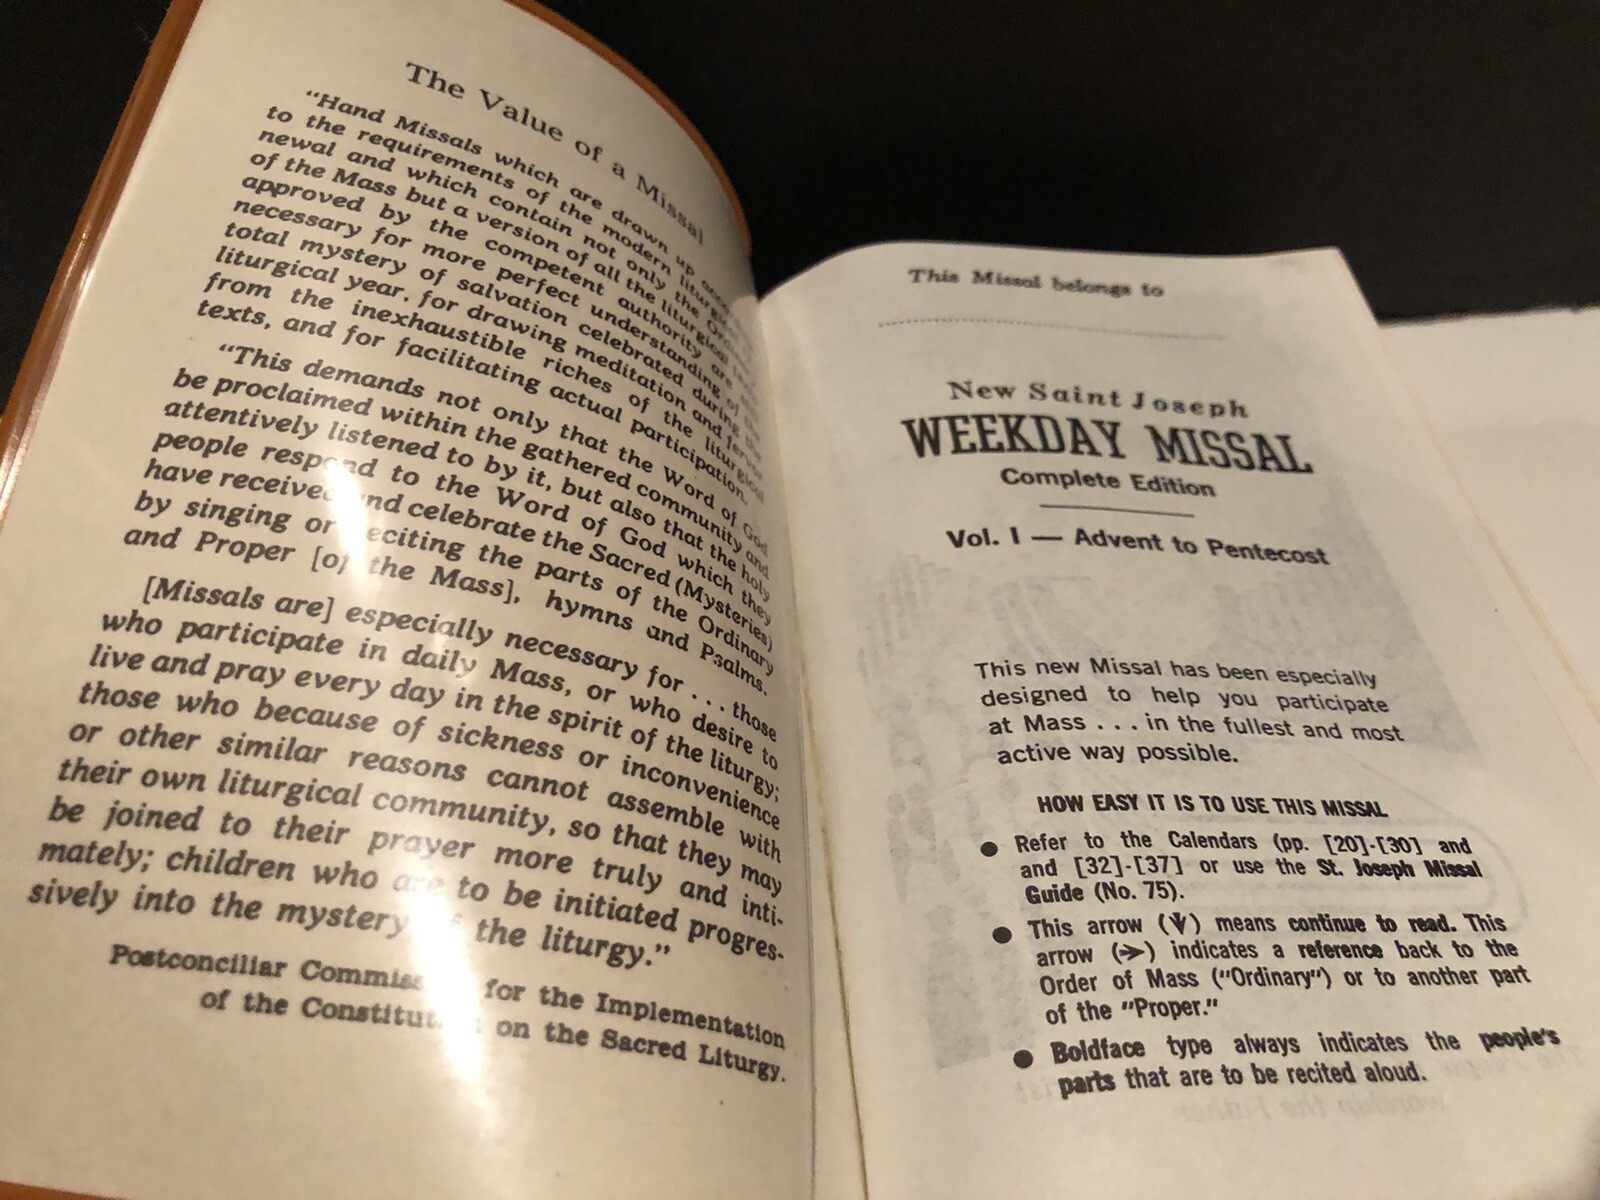 The Value of a Missal
"Hand Missals which are drawn up
to the requirements of the modern liturgical
newal and which contain not only the
of the Mass but a version of all the liturgical
approved by the competent authority are
necessary for more perfect understanding of the
total mystery of salvation celebrated during the
liturgical year, for drawing meditation and fervor
from the inexhaustible riches of the liturgical
texts, and for facilitating actual participation.
"This demands not only that the Word of God
be proclaimed within the gathered community and
attentively listened to by it, but also that the holy
people respond to the Word of God which they
have received and celebrate the Sacred (Mysteries)
by singing or reciting the parts of the Ordinary
and Proper [of the Mass], hymns and Psalms.
[Missals are] especially necessary for . . . those
who participate in daily Mass, or who desire to
live and pray every day in the spirit of the liturgy;
those who because of sickness or inconvenience
or other similar reasons cannot assemble with
their own liturgical community, so that they may
be joined to their prayer more truly and inti-
mately; children who are to be initiated progres-
sively into the mystery of the liturgy."
Postconciliar Commission for the Implementation
of the Constitution on the Sacred Liturgy.
This Missal belongs to
New Saint Joseph
WEEKDAY MISSAL
Complete Edition
Vol. I — Advent to Pentecost
This new Missal has been especially
designed to help you participate
at Mass . . . in the fullest and most
active way possible.
HOW EASY IT IS TO USE THIS MISSAL
● Refer to the Calendars (pp. [20]-[30] and
and [32]-[37] or use the St. Joseph Missal
Guide (No. 75).
● This arrow (↓) means continue to read. This
arrow (→) indicates a reference back to the
Order of Mass ("Ordinary") or to another part
of the "Proper."
● Boldface type always indicates the people's
parts that are to be recited aloud.